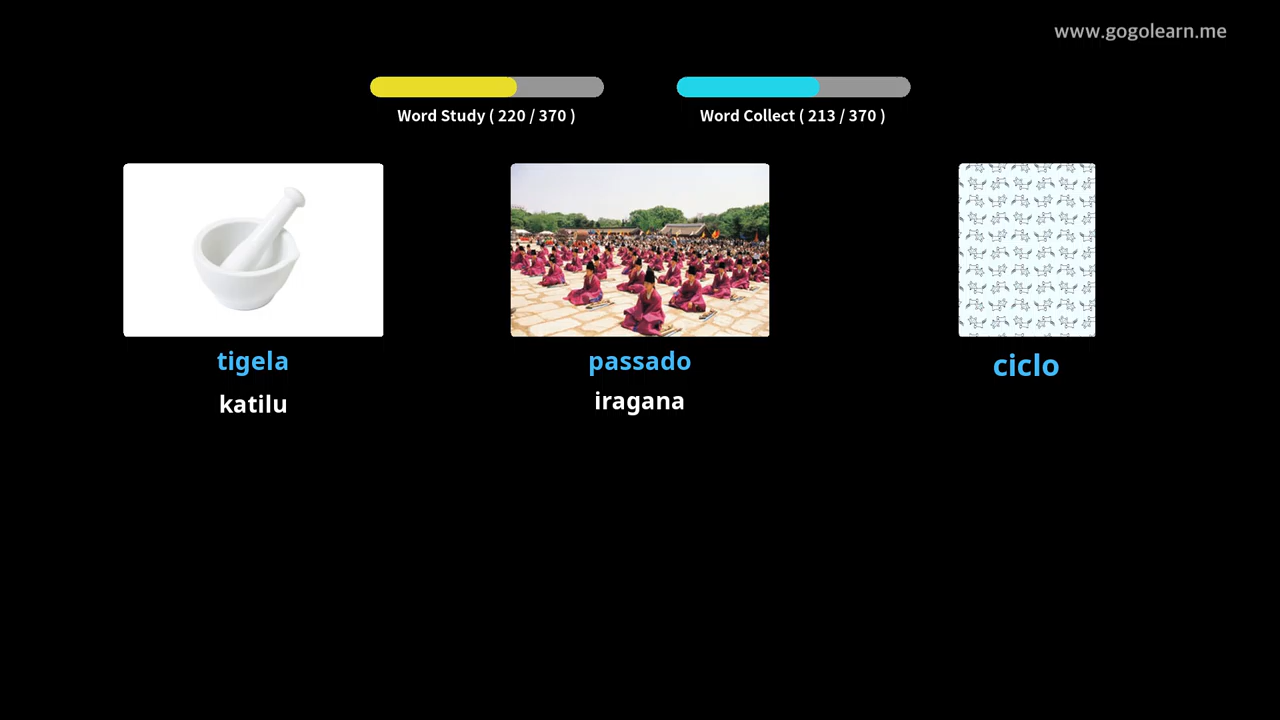 www.gogolearn.me
Word Study ( 220 / 370 )
Word Collect ( 213 / 370 )
tigela
passado
ciclo
katilu
iragana